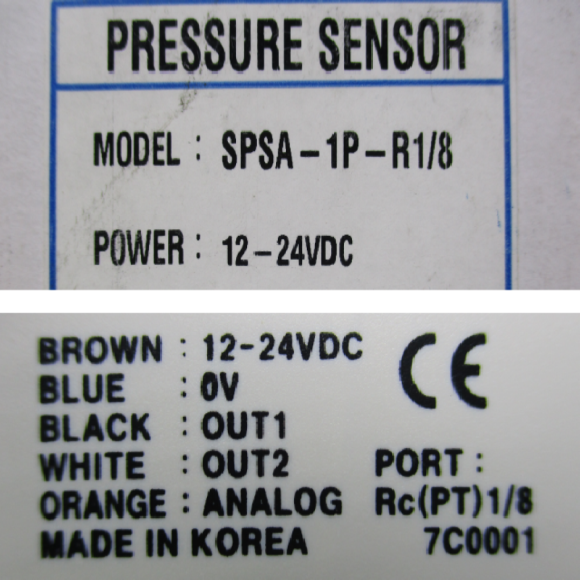 PRESSURE SENSOR
MODEL : SPSA-1P-R1/8
POWER : 12-24VDC
BROWN : 12-24VDC
CE
BLUE : 0V
BLACK : OUT1
WHITE : OUT2 PORT :
ORANGE : ANALOG Rc(PT)1/8
MADE IN KOREA 7C0001